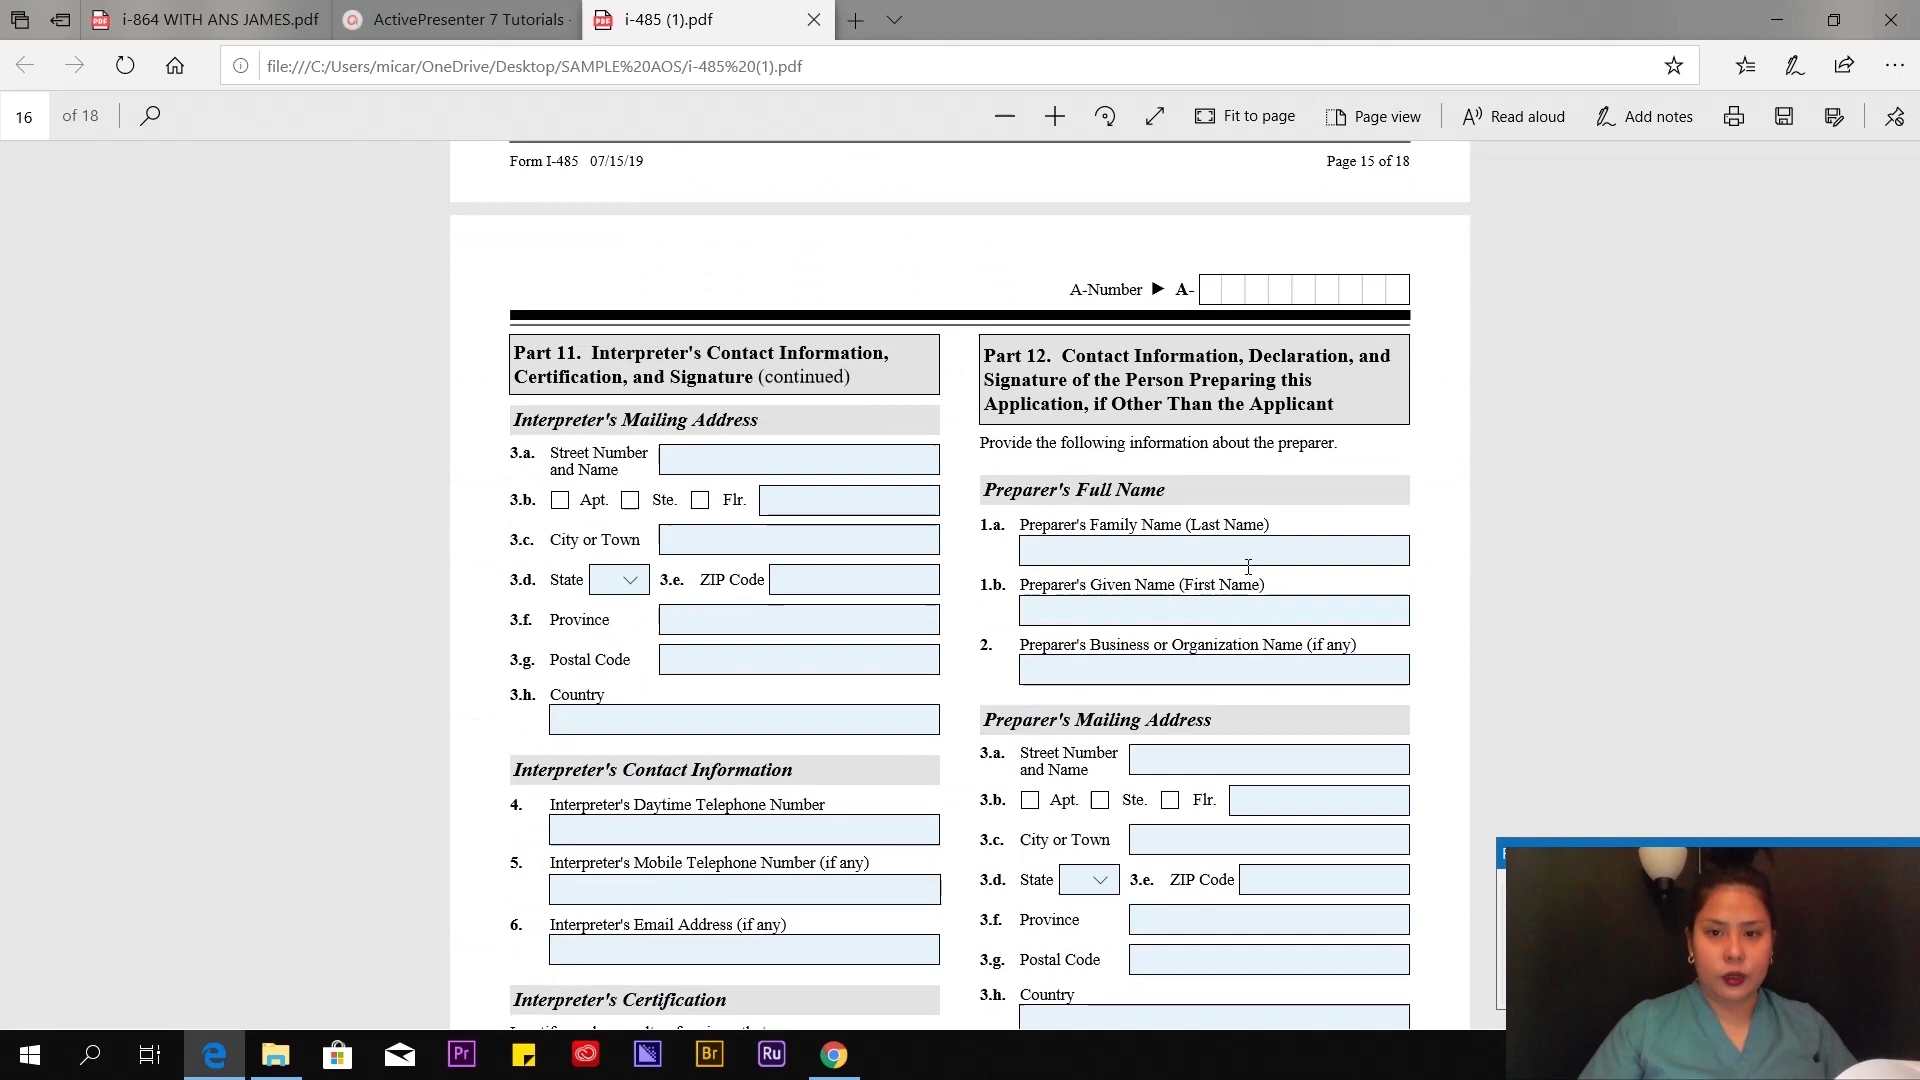 i-864 WITH ANS JAMES.pdf
ActivePresenter 7 Tutorials -
i-485 (1).pdf
file:///C:/Users/micar/OneDrive/Desktop/SAMPLE%20AOS/i-485%20(1).pdf
16 of 18
Fit to page
Page view
Read aloud
Add notes
Form I-485 07/15/19
Page 15 of 18
A-Number ► A-
Part 11. Interpreter's Contact Information,
Certification, and Signature (continued)
Interpreter's Mailing Address
3.a. Street Number
and Name
3.b. Apt. Ste. Flr.
3.c. City or Town
3.d. State 3.e. ZIP Code
3.f. Province
3.g. Postal Code
3.h. Country
Interpreter's Contact Information
4. Interpreter's Daytime Telephone Number
5. Interpreter's Mobile Telephone Number (if any)
6. Interpreter's Email Address (if any)
Interpreter's Certification
Part 12. Contact Information, Declaration, and
Signature of the Person Preparing this
Application, if Other Than the Applicant
Provide the following information about the preparer.
Preparer's Full Name
1.a. Preparer's Family Name (Last Name)
1.b. Preparer's Given Name (First Name)
2. Preparer's Business or Organization Name (if any)
Preparer's Mailing Address
3.a. Street Number
and Name
3.b. Apt. Ste. Flr.
3.c. City or Town
3.d. State 3.e. ZIP Code
3.f. Province
3.g. Postal Code
3.h. Country
Pr
Br
Ru